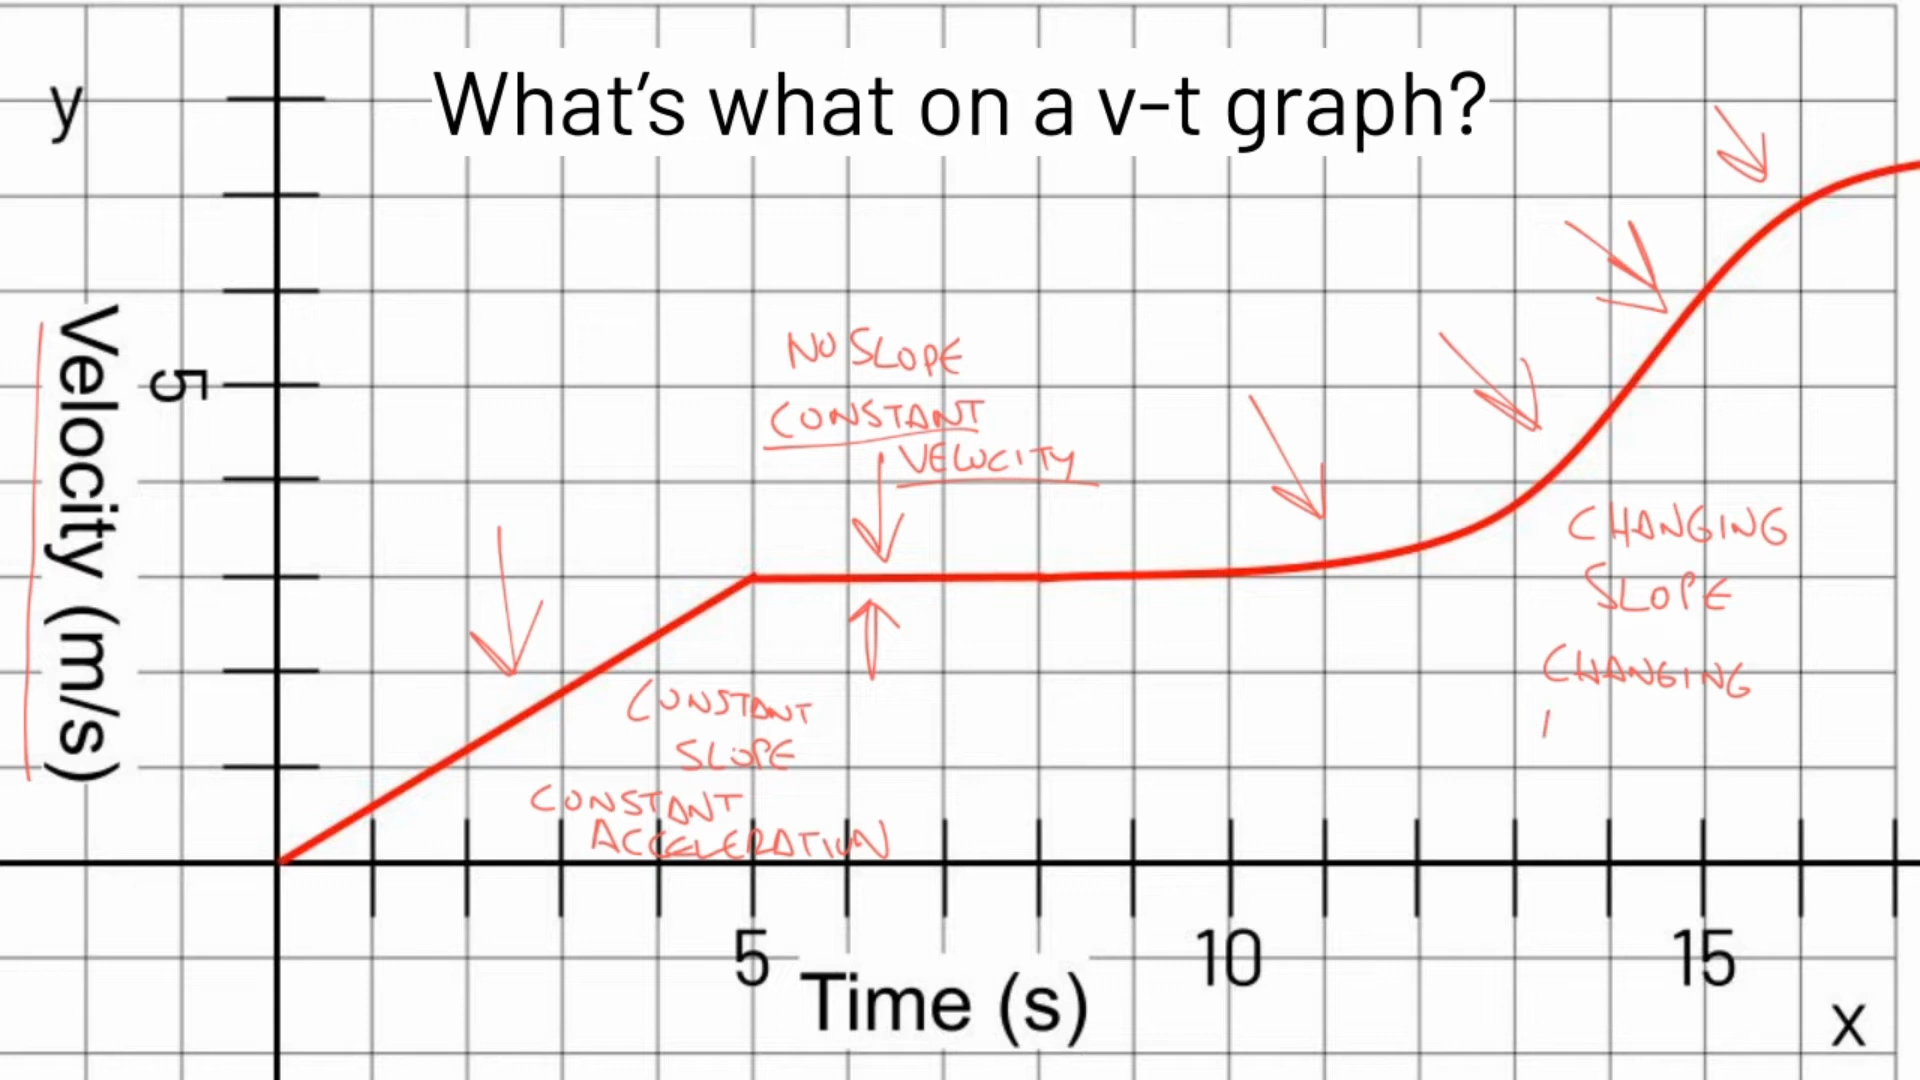 What's what on a v-t graph?
y
Velocity (m/s)
5
NO SLOPE
CONSTANT
VELOCITY
CONSTANT
SLOPE
CONSTANT
ACCELERATION
CHANGING
SLOPE
CHANGING
5
10
15
Time (s)
x